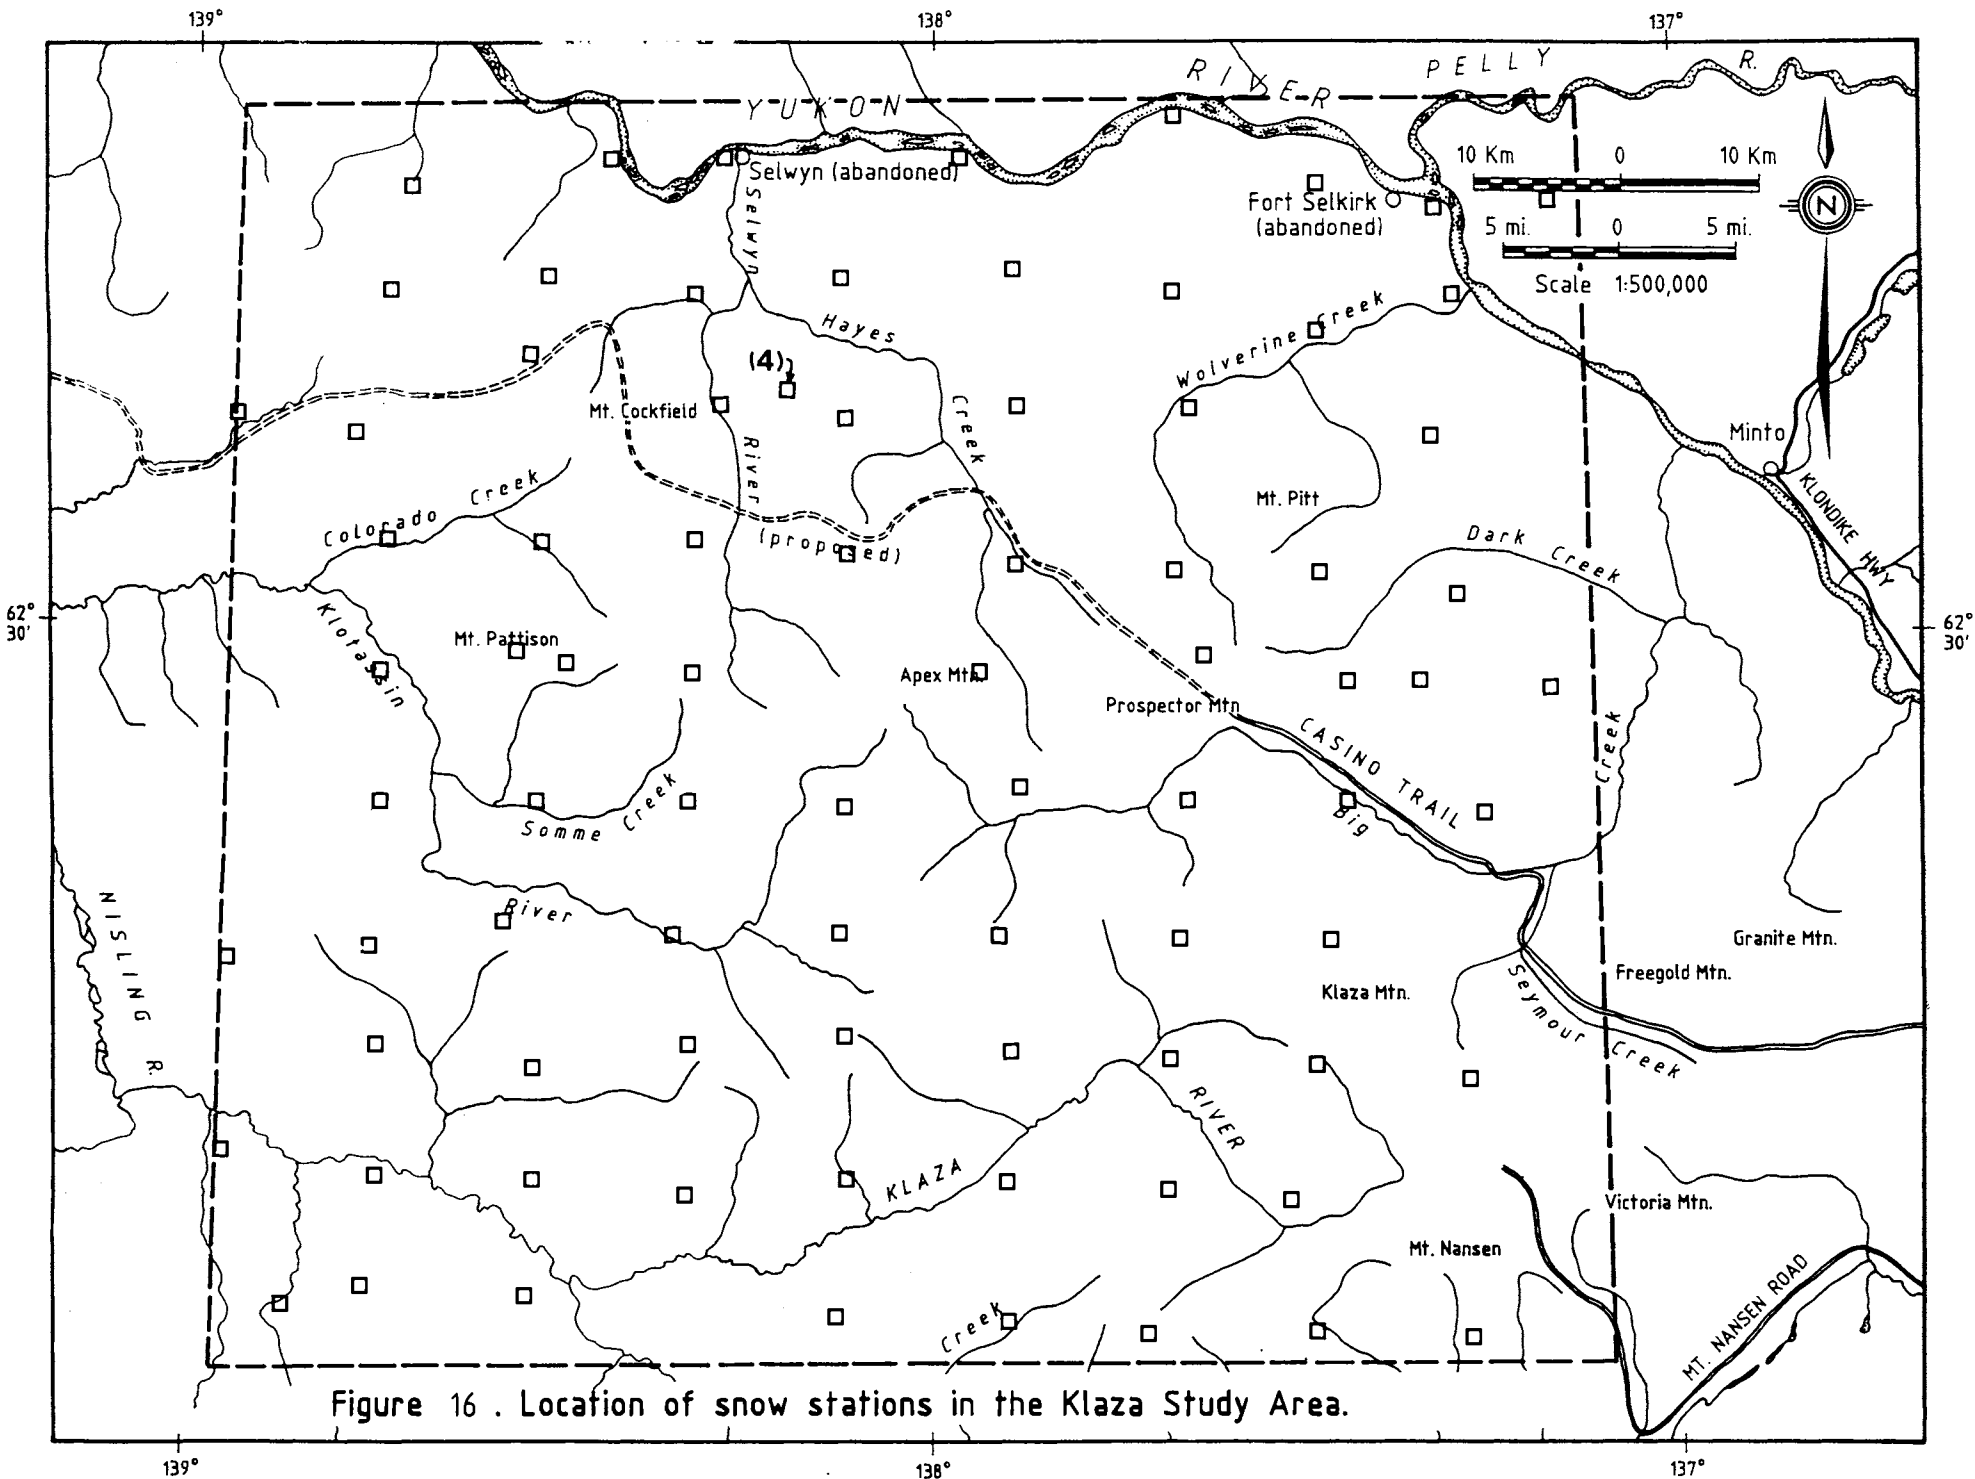 139°
138°
137°
YUKON
RIVER
PELLY
R.
10 Km 0 10 Km
5 mi. 0 5 mi.
Scale 1:500,000
N
Selwyn (abandoned)
Fort Selkirk
(abandoned)
Selwyn
River
Hayes
Creek
Wolverine Creek
(4)
Mt. Cockfield
Minto
KLONDIKE HWY
Mt. Pitt
Colorado Creek
(proposed)
Dark Creek
62°
30'
62°
30'
Klotassin
Mt. Pattison
Apex Mtn.
Prospector Mtn
CASINO TRAIL
Creek
Big
Somme Creek
River
NISLING
R.
Granite Mtn.
Freegold Mtn.
Klaza Mtn.
Seymour Creek
RIVER
KLAZA
Victoria Mtn.
Mt. Nansen
MT. NANSEN ROAD
Creek
Figure 16 . Location of snow stations in the Klaza Study Area.
139°
138°
137°